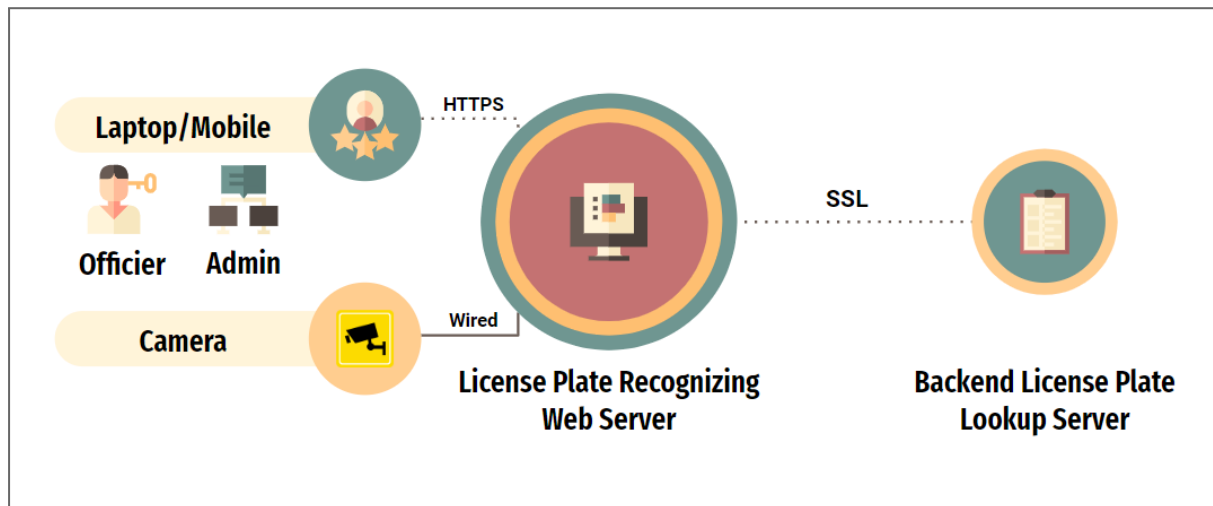 Laptop/Mobile
HTTPS
Officier
Admin
Camera
Wired
SSL
License Plate Recognizing
Web Server
Backend License Plate
Lookup Server